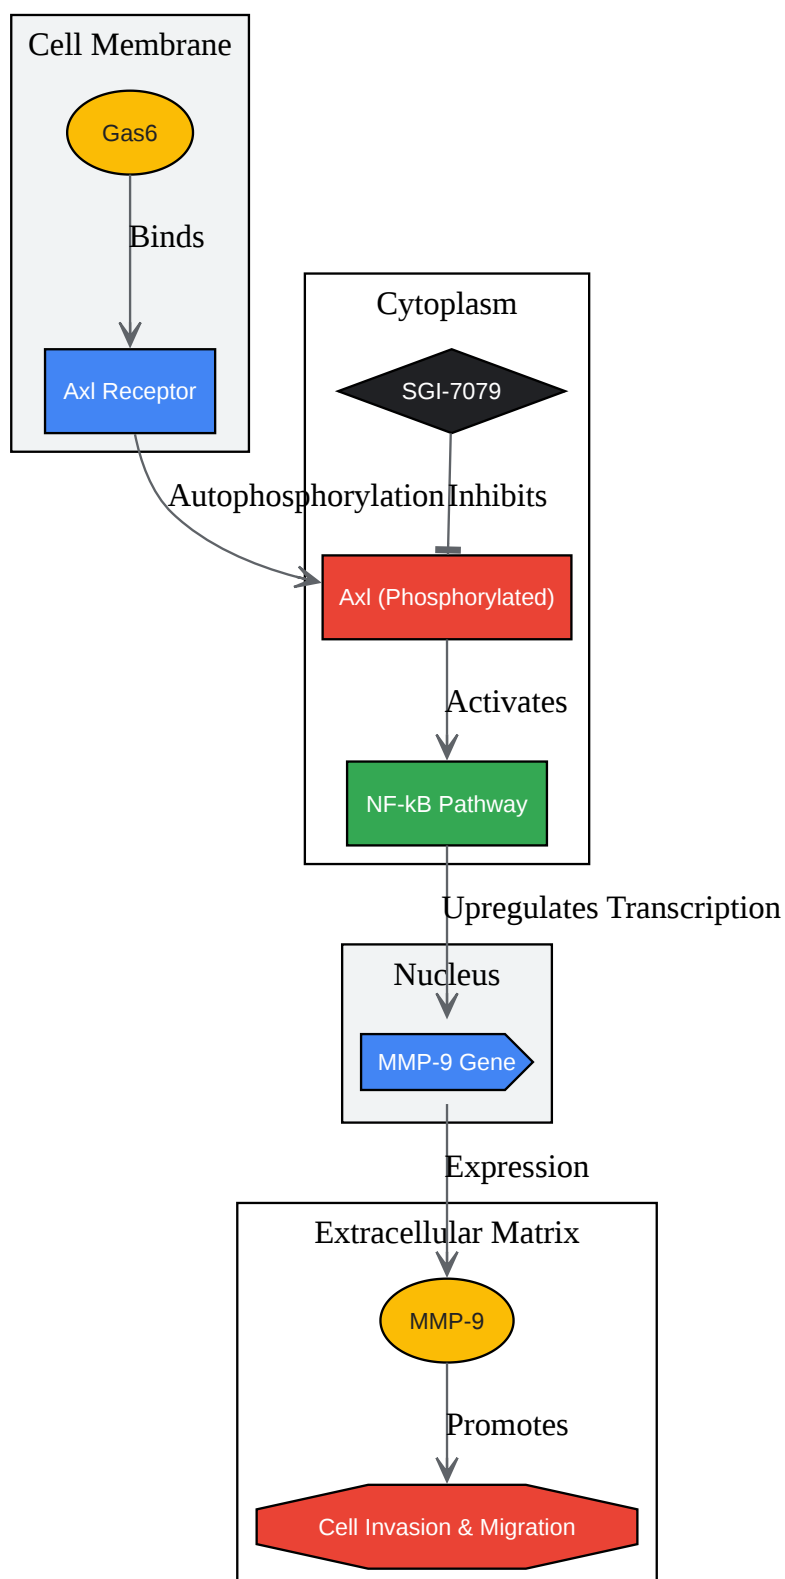 Cell Membrane
Gas6
Binds
Axl Receptor
Cytoplasm
SGI-7079
Autophosphorylation
Inhibits
Axl (Phosphorylated)
Activates
NF-kB Pathway
Upregulates Transcription
Nucleus
MMP-9 Gene
Expression
Extracellular Matrix
MMP-9
Promotes
Cell Invasion & Migration